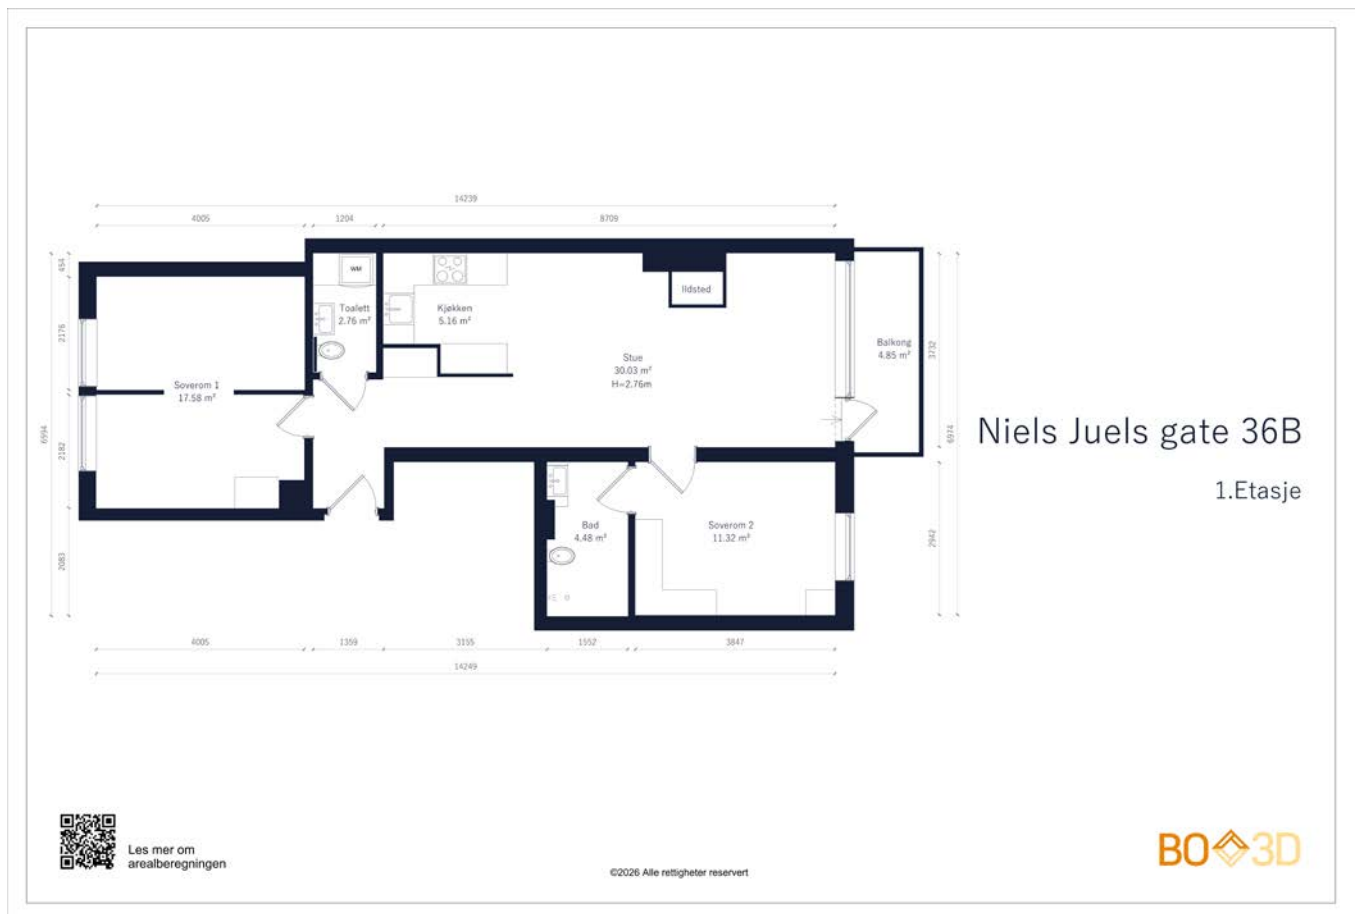 14239
4005
1204
8709
454
2176
2182
6994
2083
WM
Toalett
2.76 m²
Kjøkken
5.16 m²
Ildsted
Stue
30.03 m²
H=2.76m
Balkong
4.85 m²
3732
6974
2942
Soverom 1
17.58 m²
Bad
4.48 m²
Soverom 2
11.32 m²
4005
1359
3155
1552
3847
14249
Niels Juels gate 36B
1.Etasje
Les mer om
arealberegningen
©2026 Alle rettigheter reservert
BO 3D